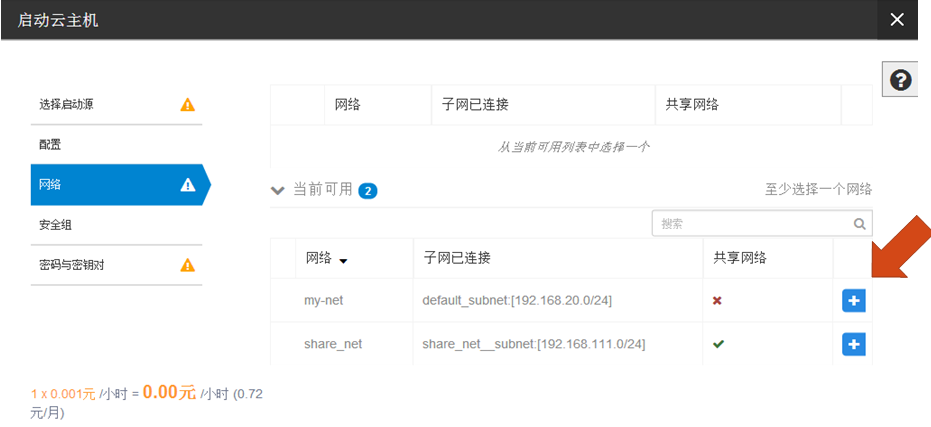 启动云主机
选择启动源
配置
网络
安全组
密码与密钥对
网络 子网已连接 共享网络
从当前可用列表中选择一个
当前可用 2 至少选择一个网络
搜索
网络 子网已连接 共享网络
my-net default_subnet:[192.168.20.0/24]
share_net share_net__subnet:[192.168.111.0/24]
1 x 0.001元 /小时 = 0.00元 /小时 (0.72
元/月)